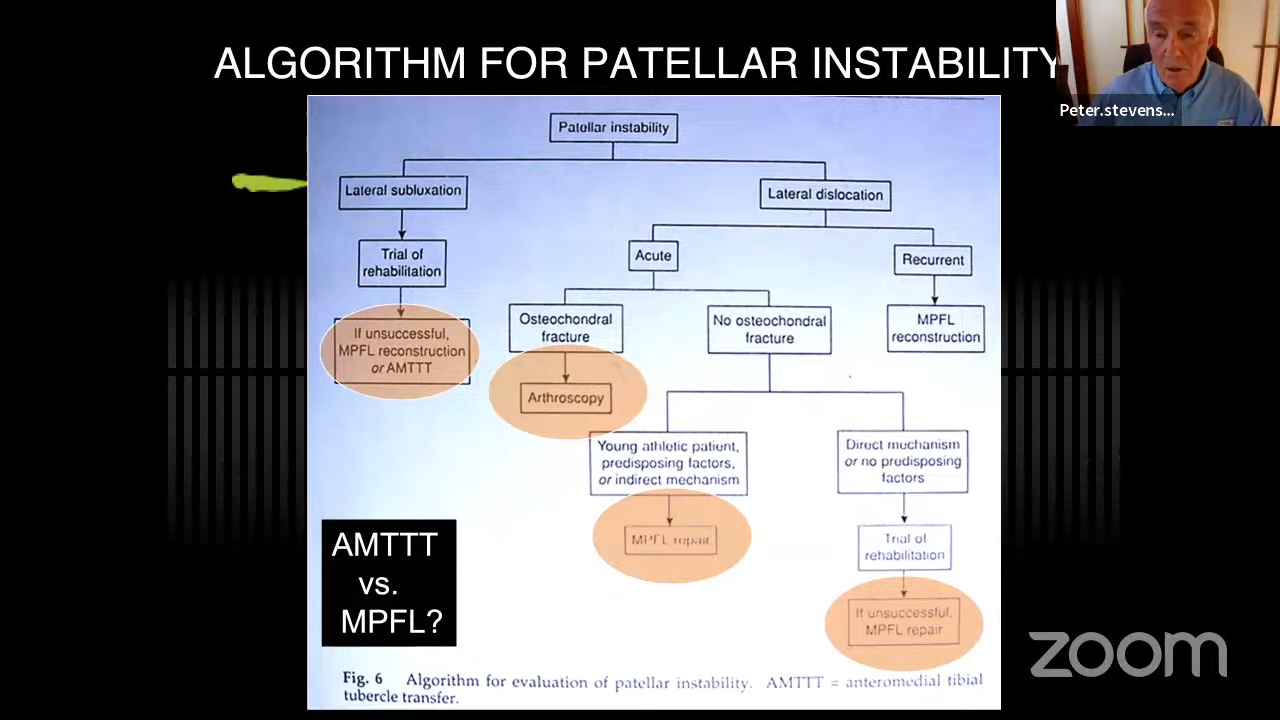 ALGORITHM FOR PATELLAR INSTABILITY
Peter.stevens...
Patellar instability
Lateral subluxation
Lateral dislocation
Trial of
rehabilitation
Acute
Recurrent
If unsuccessful,
MPFL reconstruction
or AMTTT
Osteochondral
fracture
No osteochondral
fracture
MPFL
reconstruction
Arthroscopy
Young athletic patient,
predisposing factors,
or indirect mechanism
Direct mechanism
or no predisposing
factors
MPFL repair
Trial of
rehabilitation
If unsuccessful,
MPFL repair
AMTTT
vs.
MPFL?
zoom
Fig. 6 Algorithm for evaluation of patellar instability. AMTTT = anteromedial tibial
tubercle transfer.